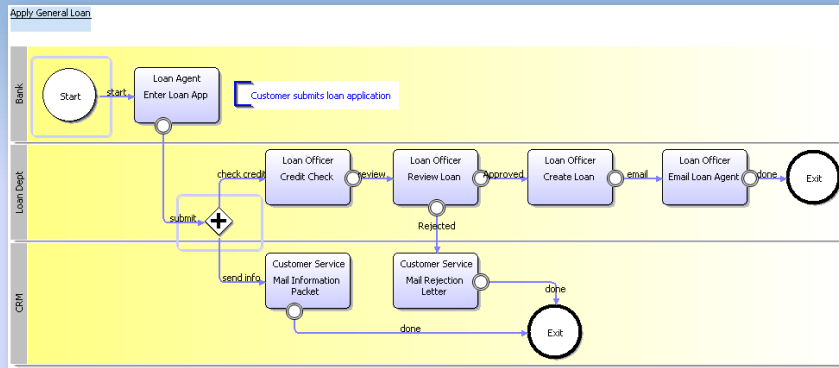 Apply General Loan
Bank
Start
start
Loan Agent
Enter Loan App
Customer submits loan application
Loan Dept
submit
check credit
Loan Officer
Credit Check
review
Loan Officer
Review Loan
Approved
Loan Officer
Create Loan
email
Loan Officer
Email Loan Agent
done
Exit
Rejected
CRM
send info
Customer Service
Mail Information
Packet
Customer Service
Mail Rejection
Letter
done
done
Exit